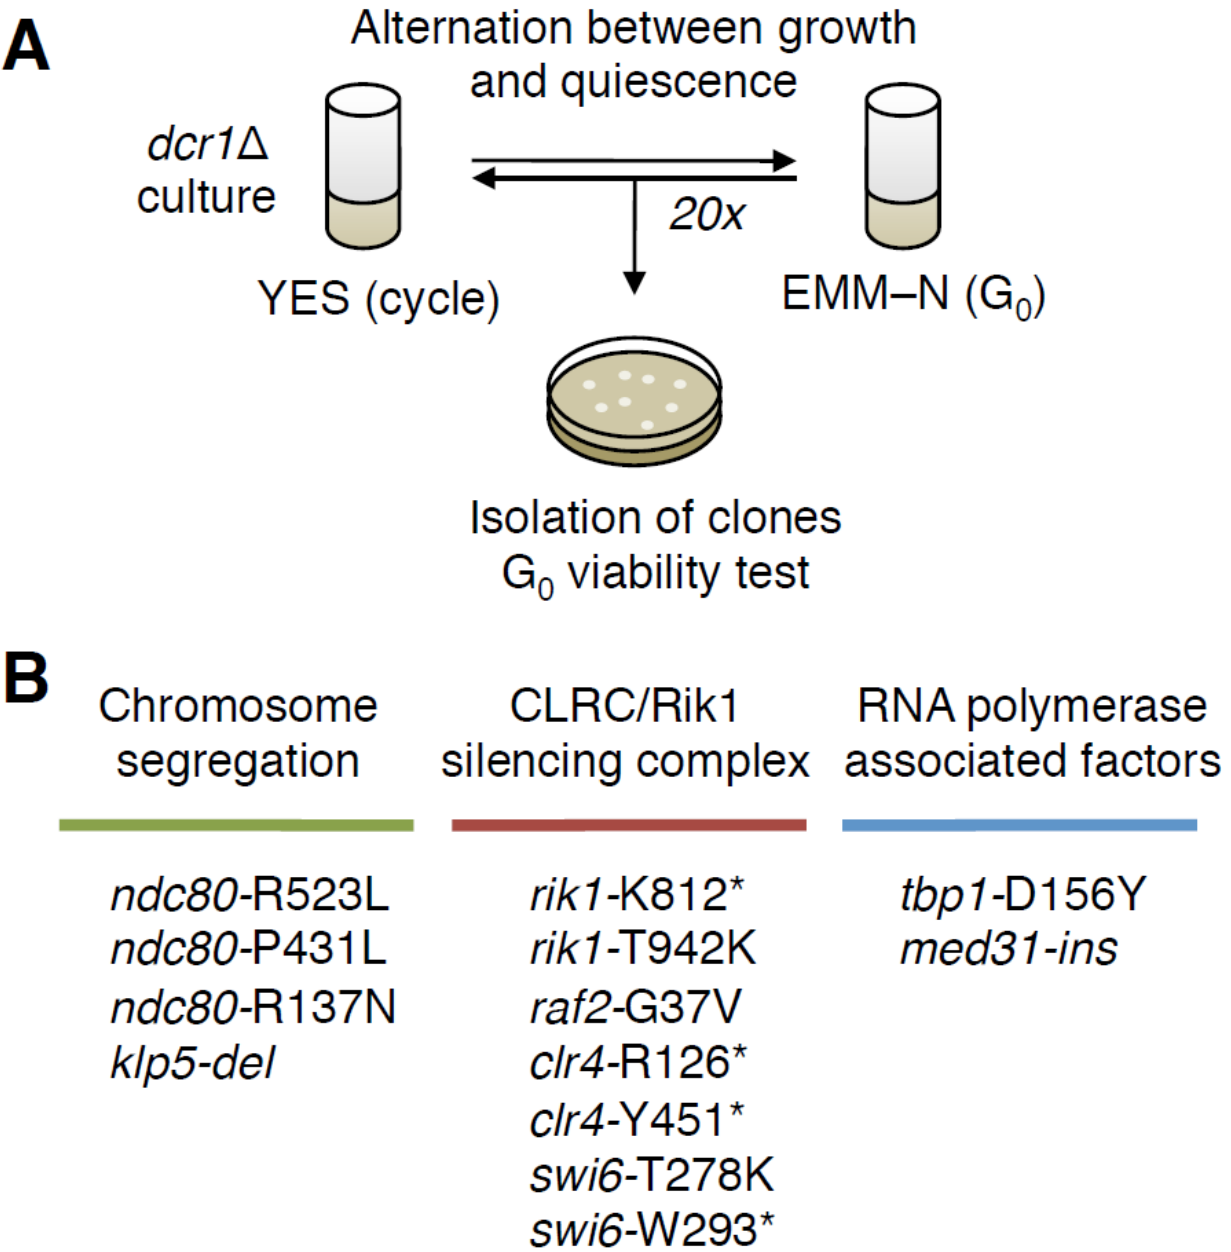 A
Alternation between growth
and quiescence
dcr1Δ
culture
20x
YES (cycle)
EMM–N (G₀)
Isolation of clones
G₀ viability test
B
Chromosome
segregation
ndc80-R523L
ndc80-P431L
ndc80-R137N
klp5-del
CLRC/Rik1
silencing complex
rik1-K812*
rik1-T942K
raf2-G37V
clr4-R126*
clr4-Y451*
swi6-T278K
swi6-W293*
RNA polymerase
associated factors
tbp1-D156Y
med31-ins